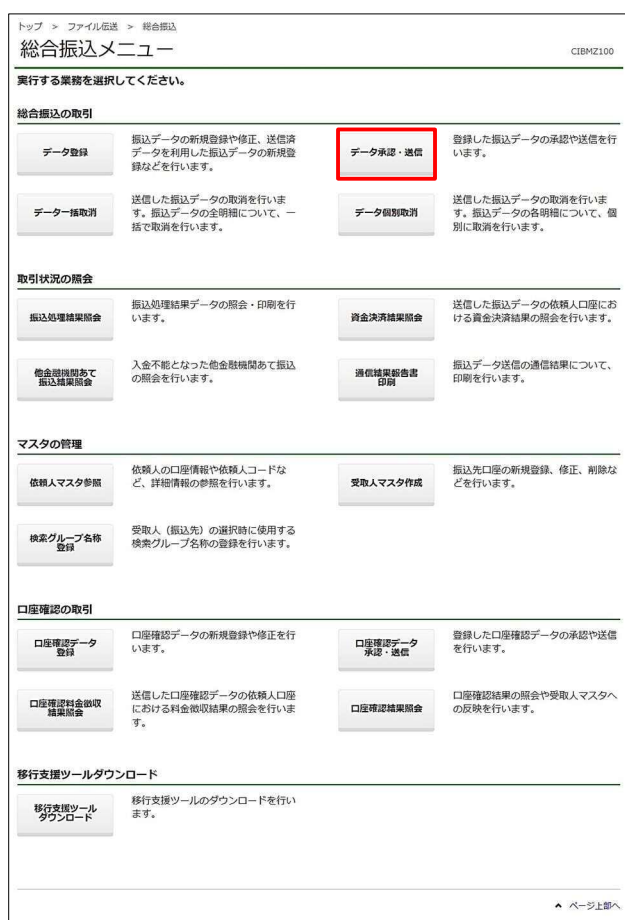 トップ > ファイル伝送 > 総合振込
総合振込メニュー
CIBMZ100
実行する業務を選択してください。
総合振込の取引
データ登録
振込データの新規登録や修正、送信済
データを利用した振込データの新規登
録などを行います。
データ承認・送信
登録した振込データの承認や送信を行
います。
データ一括取消
送信した振込データの取消を行いま
す。振込データの全明細について、一
括で取消を行います。
データ個別取消
送信した振込データの取消を行いま
す。振込データの各明細について、個
別に取消を行います。
取引状況の照会
振込処理結果照会
振込処理結果データの照会・印刷を行
います。
資金決済結果照会
送信した振込データの依頼人口座にお
ける資金決済結果の照会を行います。
他金融機関あて
振込結果照会
入金不能となった他金融機関あて振込
の照会を行います。
通信結果報告書
印刷
振込データ送信の通信結果について、
印刷を行います。
マスタの管理
依頼人マスタ参照
依頼人の口座情報や依頼人コードな
ど、詳細情報の参照を行います。
受取人マスタ作成
振込先口座の新規登録、修正、削除な
どを行います。
検索グループ名称
登録
受取人（振込先）の選択時に使用する
検索グループ名称の登録を行います。
口座確認の取引
口座確認データ
登録
口座確認データの新規登録や修正を行
います。
口座確認データ
承認・送信
登録した口座確認データの承認や送信
を行います。
口座確認料金徴収
結果照会
送信した口座確認データの依頼人口座
における料金徴収結果の照会を行いま
す。
口座確認結果照会
口座確認結果の照会や受取人マスタへ
の反映を行います。
移行支援ツールダウンロード
移行支援ツール
ダウンロード
移行支援ツールのダウンロードを行い
ます。
ページ上部へ